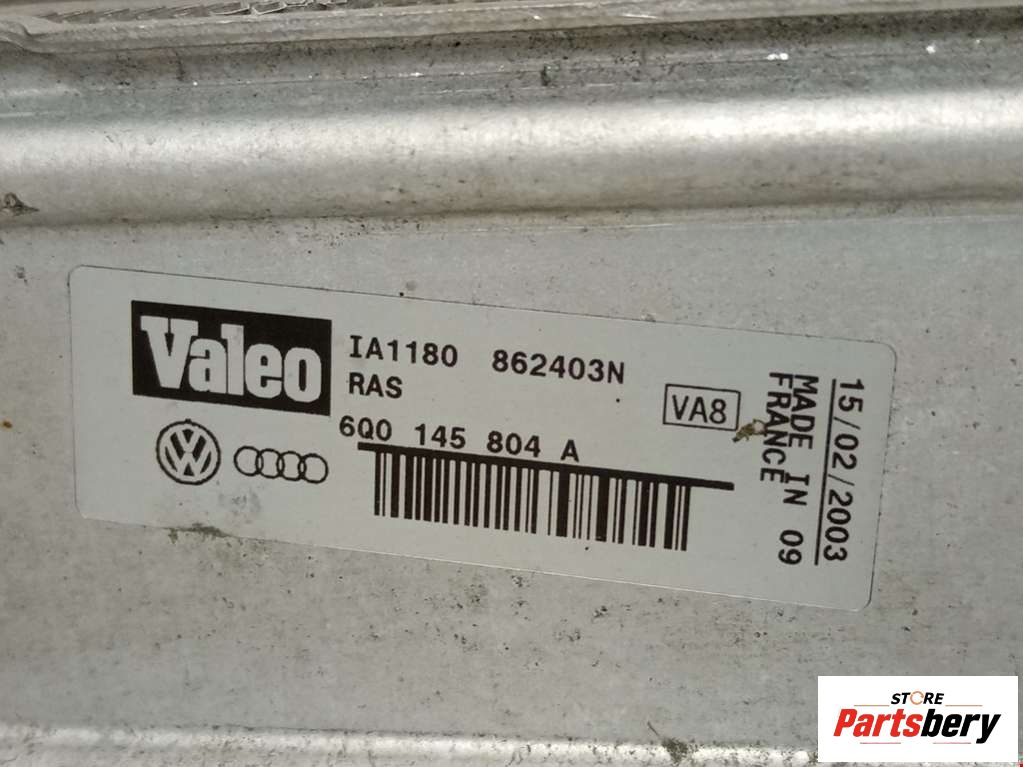 Valeo
IA1180 862403N
RAS
6Q0 145 804 A
VA8
15/02/2003
MADE IN 09
FRANCE
STORE
Partsbery